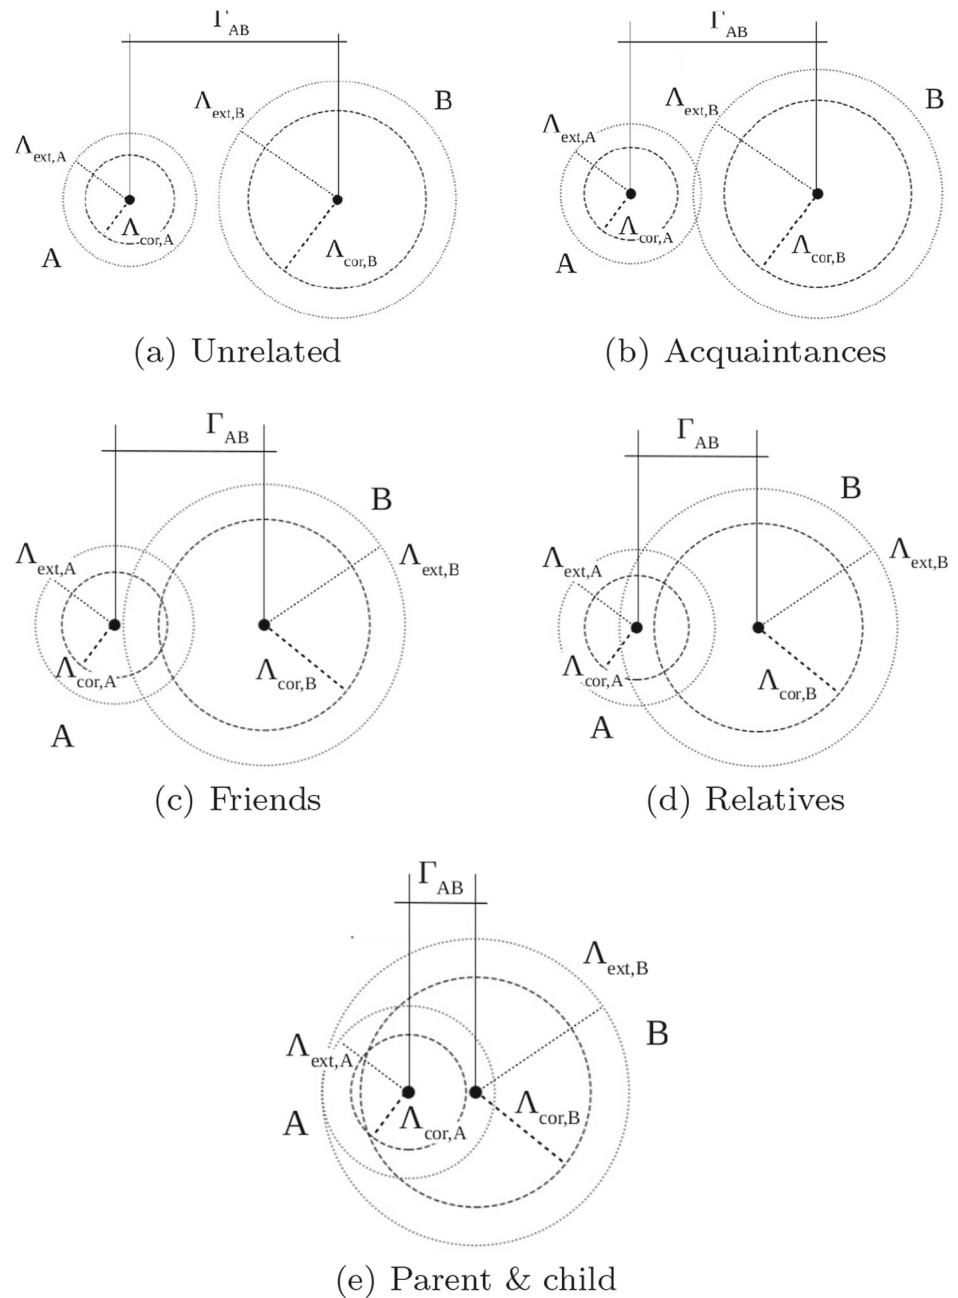 Γ_AB
Γ_AB
Λ_ext,B
B
Λ_ext,A
Λ_cor,A
Λ_cor,B
A
Λ_ext,B
B
Λ_ext,A
Λ_cor,A
Λ_cor,B
A
(a) Unrelated
(b) Acquaintances
Γ_AB
B
Λ_ext,A
Λ_ext,B
Λ_cor,A
Λ_cor,B
A
Γ_AB
B
Λ_ext,A
Λ_ext,B
Λ_cor,A
Λ_cor,B
A
(c) Friends
(d) Relatives
Γ_AB
Λ_ext,B
B
Λ_ext,A
A
Λ_cor,A
Λ_cor,B
(e) Parent & child